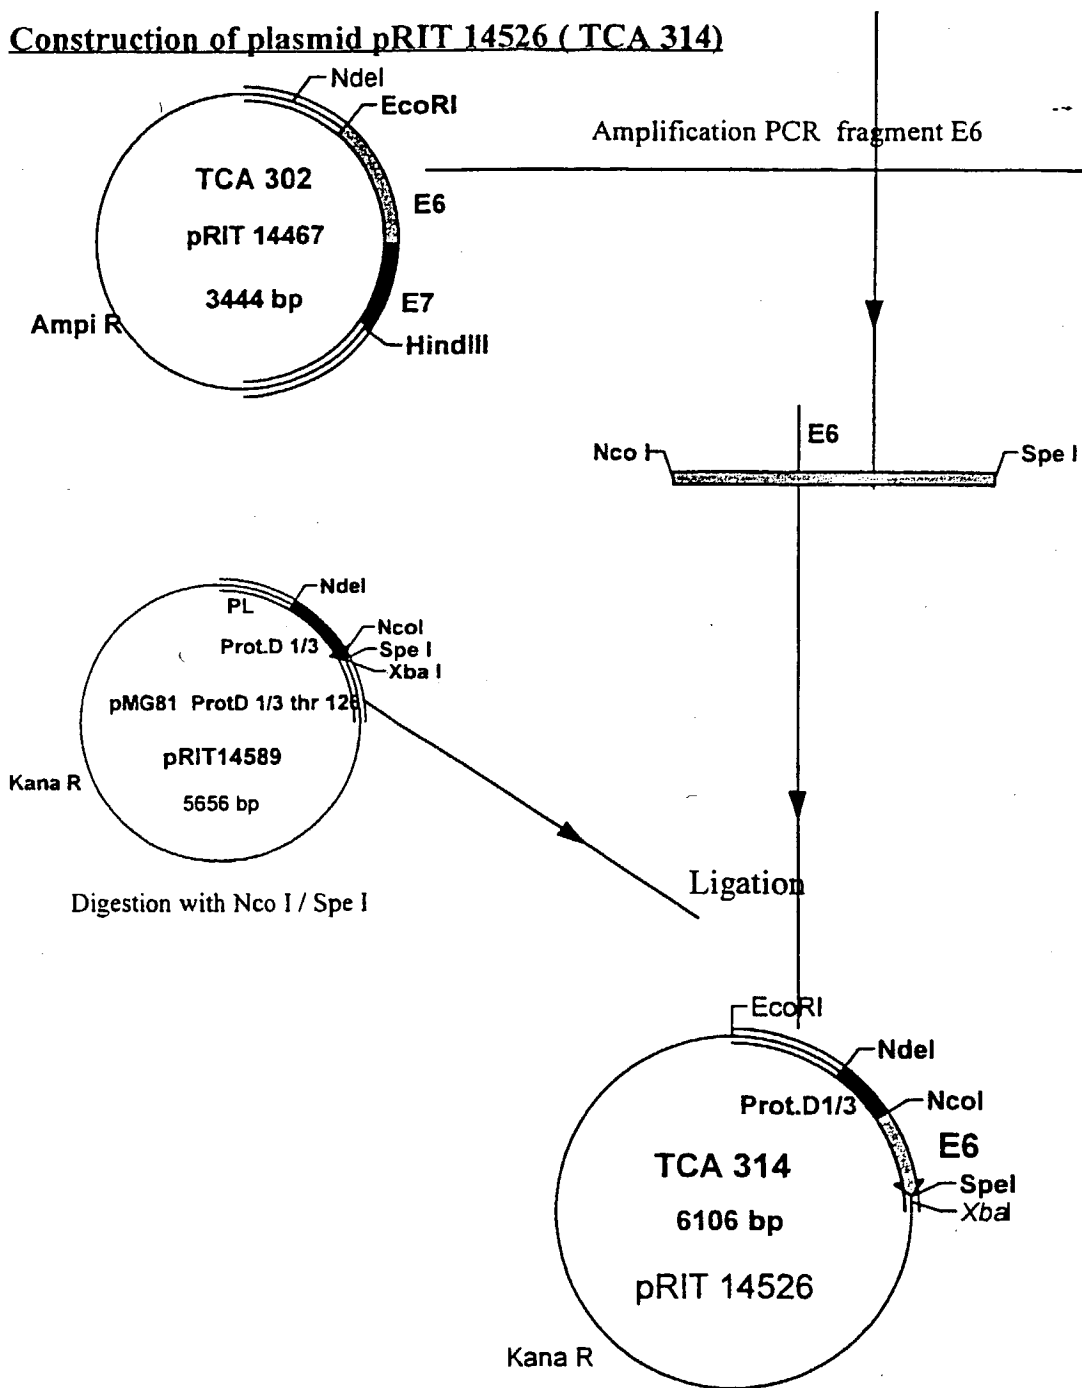 Construction of plasmid pRIT 14526 ( TCA 314)
NdeI
EcoRI
Amplification PCR fragment E6
TCA 302
E6
pRIT 14467
3444 bp
E7
Ampi R
HindIII
E6
Nco I
Spe I
NdeI
PL
NcoI
Prot.D 1/3
Spe I
Xba I
pMG81 ProtD 1/3 thr 128
pRIT14589
Kana R
5656 bp
Digestion with Nco I / Spe I
Ligation
EcoRI
NdeI
Prot.D1/3
NcoI
E6
TCA 314
SpeI
XbaI
6106 bp
pRIT 14526
Kana R